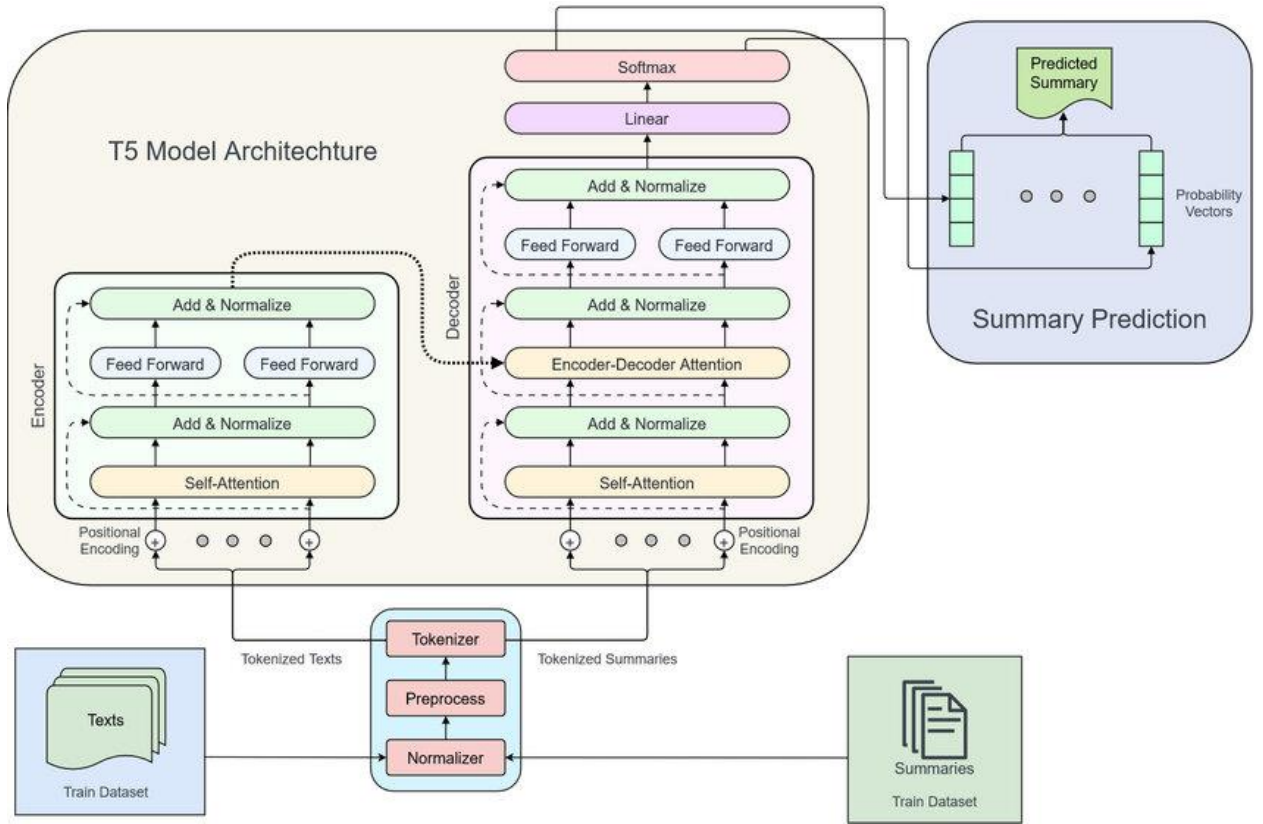 Softmax
Linear
T5 Model Architechture
Add & Normalize
Feed Forward
Feed Forward
Add & Normalize
Encoder-Decoder Attention
Add & Normalize
Self-Attention
Decoder
Positional
Encoding
Add & Normalize
Feed Forward
Feed Forward
Add & Normalize
Self-Attention
Encoder
Positional
Encoding
Predicted
Summary
Probability
Vectors
Summary Prediction
Tokenized Texts
Tokenizer
Tokenized Summaries
Preprocess
Normalizer
Texts
Train Dataset
Summaries
Train Dataset